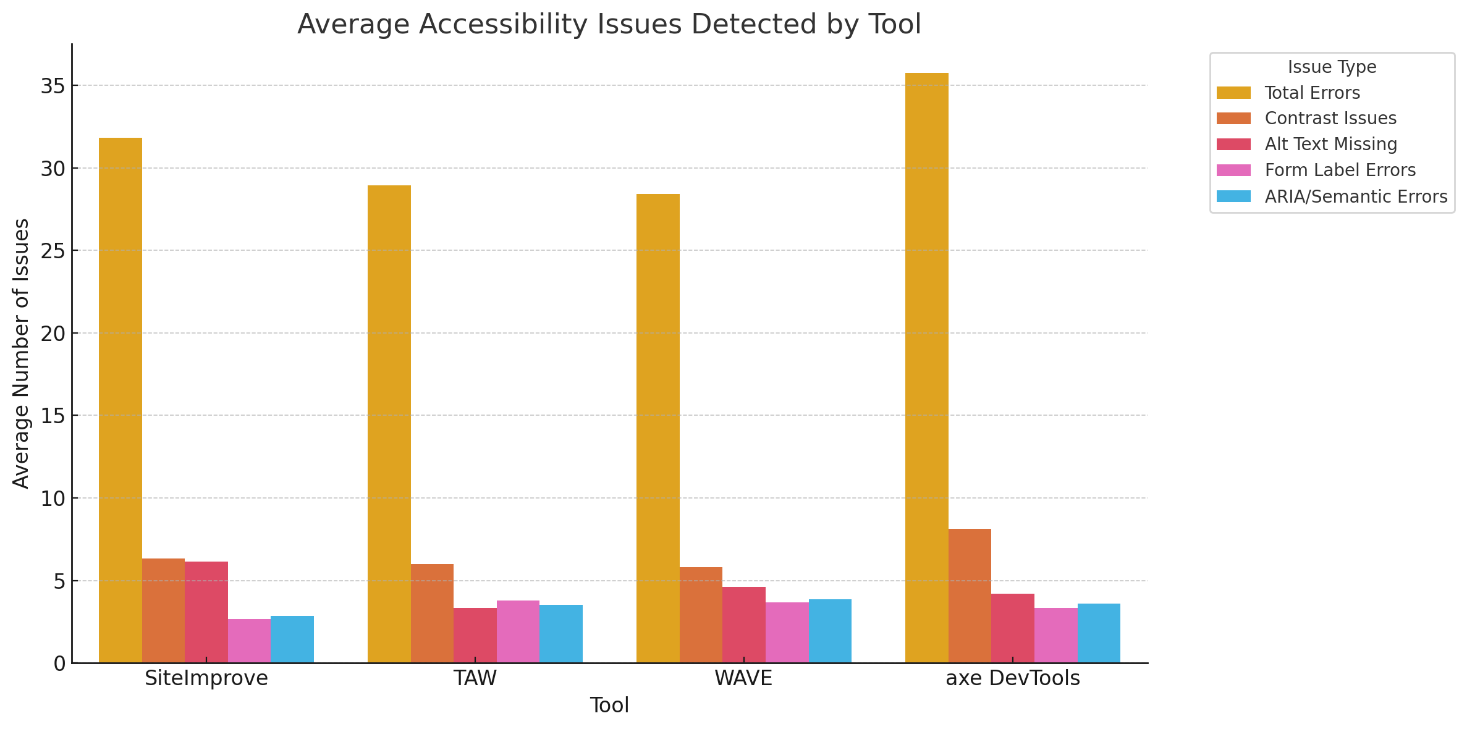 Average Accessibility Issues Detected by Tool
Issue Type
Total Errors
Contrast Issues
Alt Text Missing
Form Label Errors
ARIA/Semantic Errors
Average Number of Issues
35
30
25
20
15
10
5
0
SiteImprove
TAW
WAVE
axe DevTools
Tool